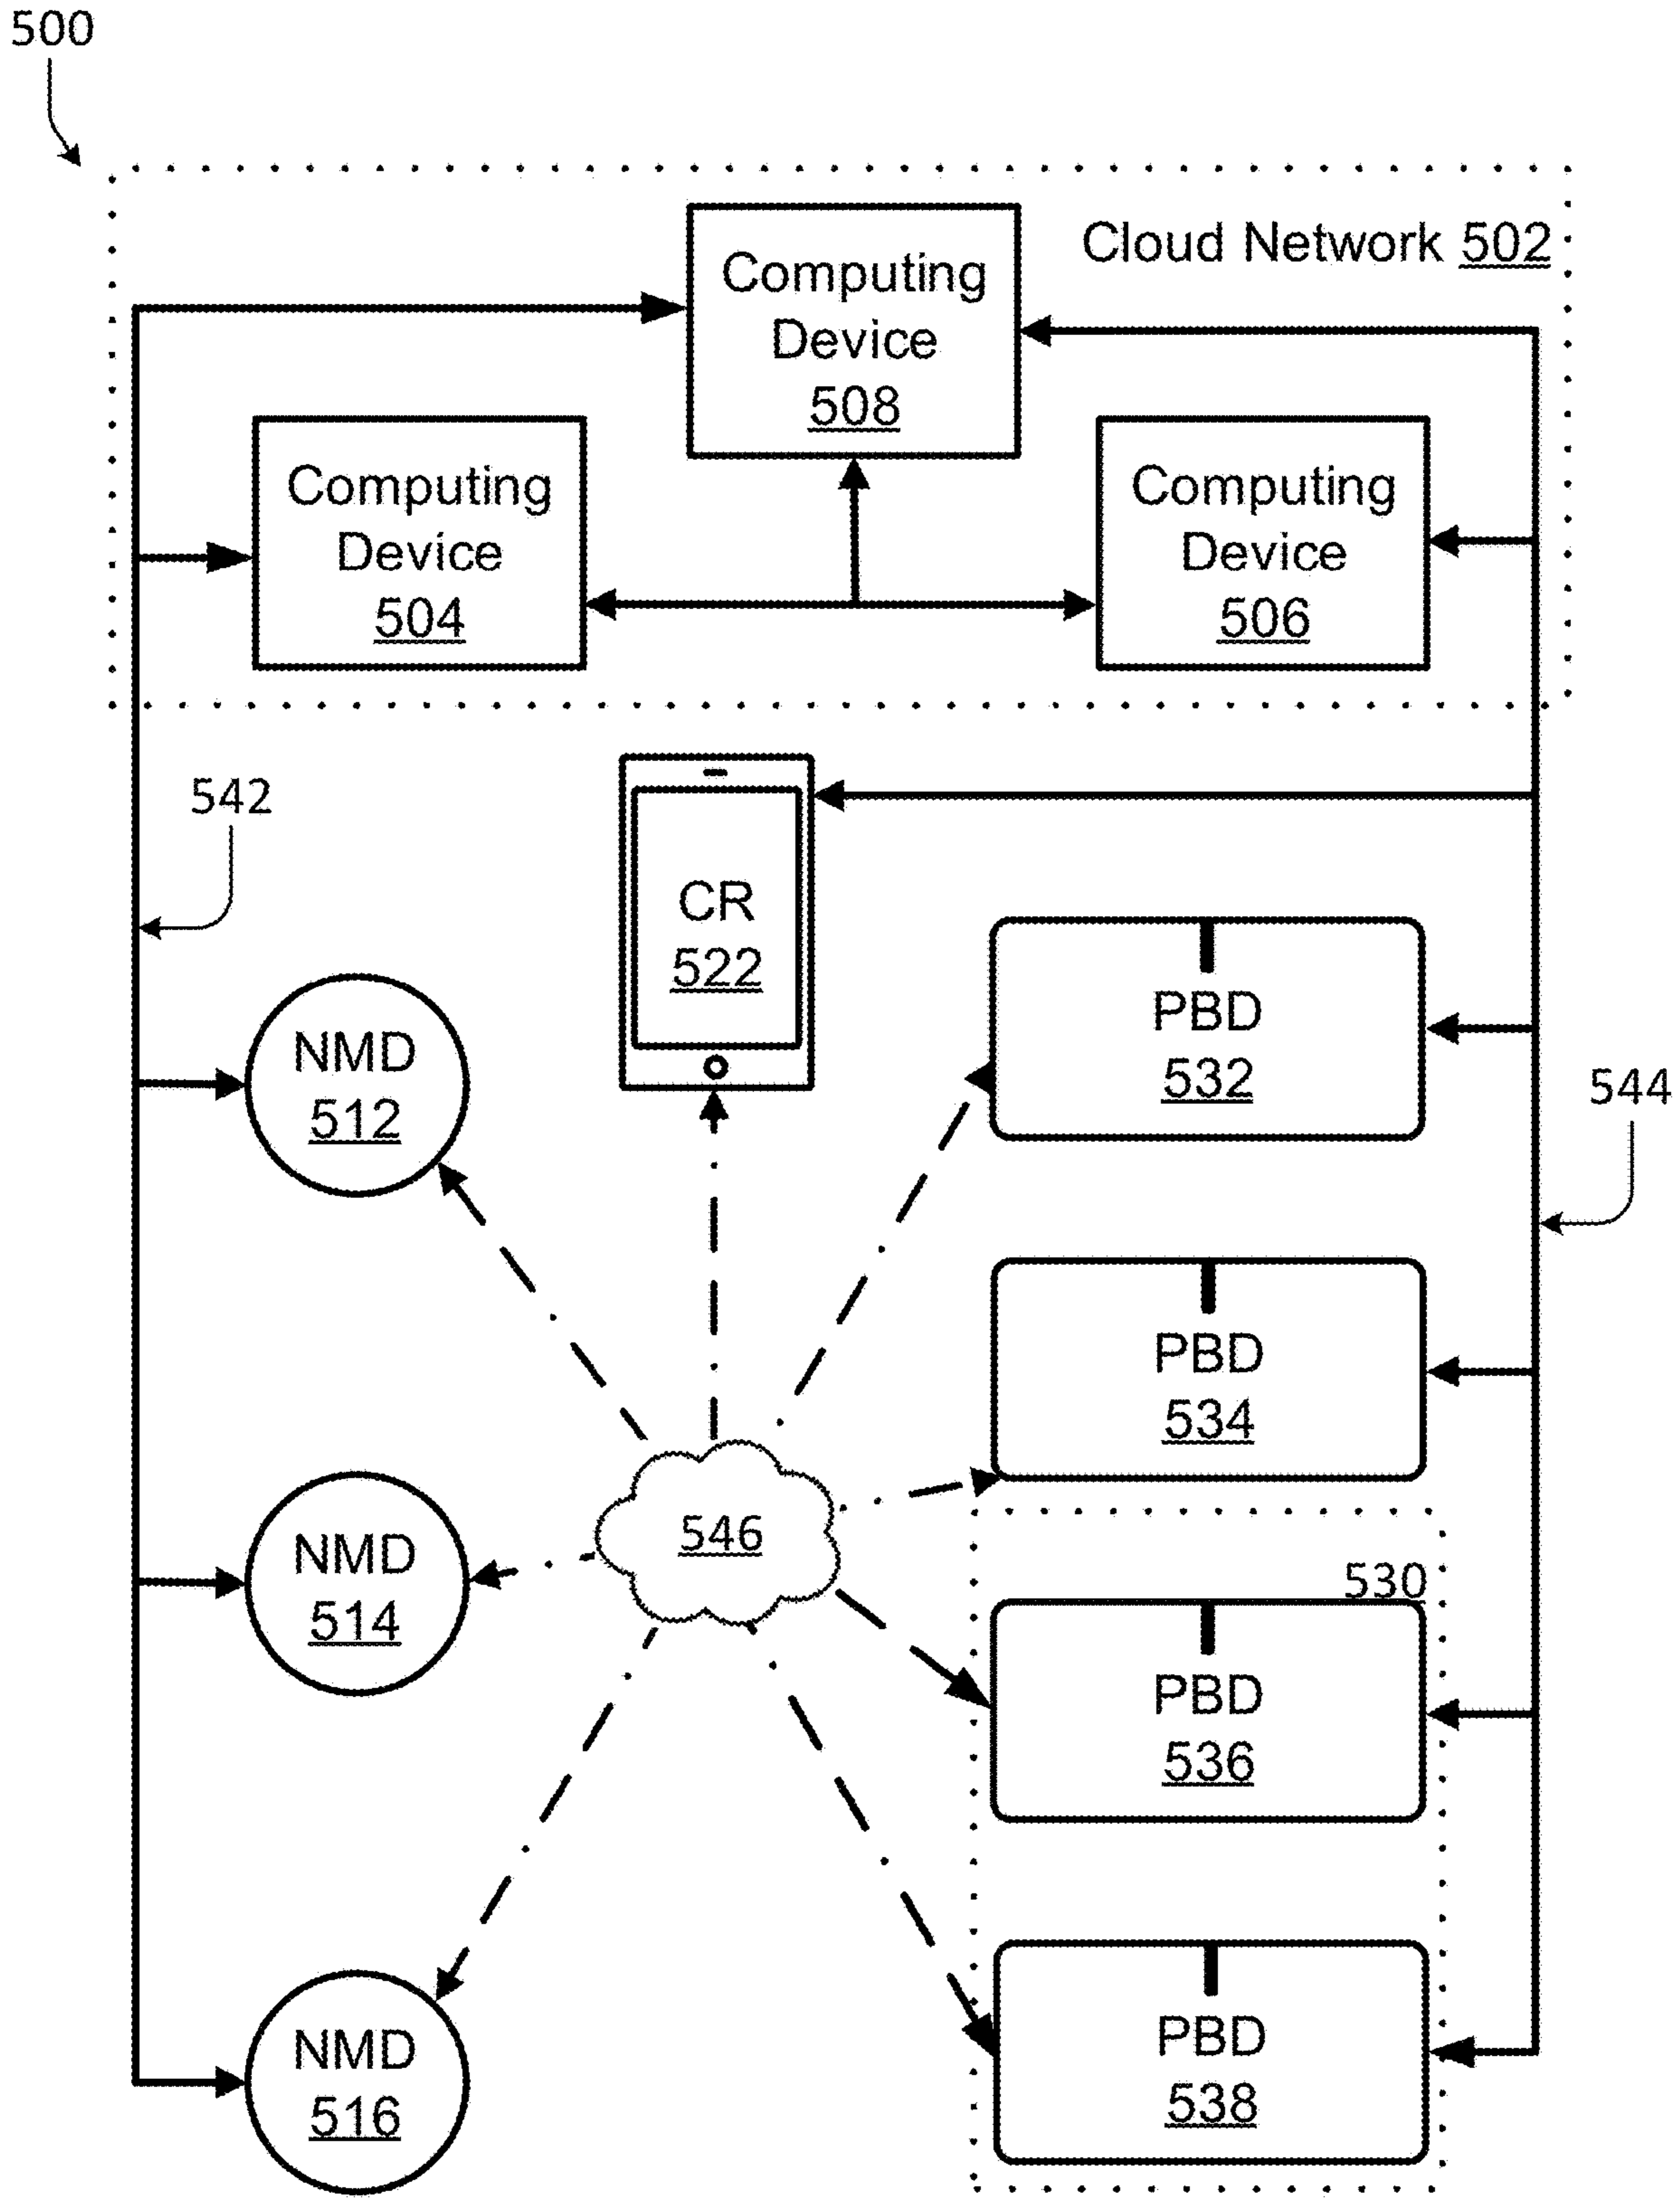 500
Cloud Network 502
Computing
Device
508
Computing
Device
504
Computing
Device
506
542
CR
522
544
NMD
512
PBD
532
PBD
534
546
NMD
514
530
PBD
536
NMD
516
PBD
538